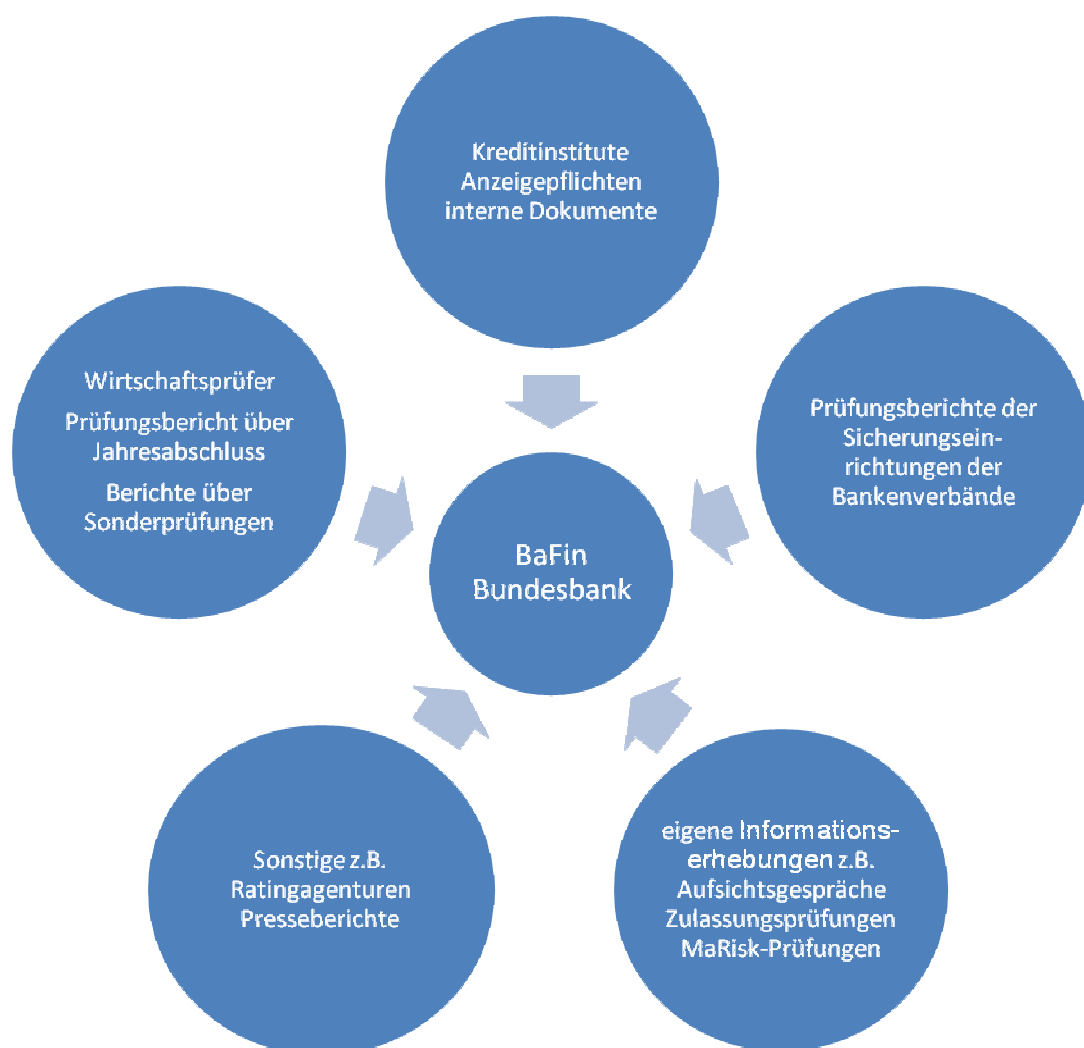 Kreditinstitute
Anzeigepflichten
interne Dokumente
Wirtschaftsprüfer
Prüfungsbericht über
Jahresabschluss
Berichte über
Sonderprüfungen
Prüfungsberichte der
Sicherungsein-
richtungen der
Bankenverbände
BaFin
Bundesbank
Sonstige z.B.
Ratingagenturen
Presseberichte
eigene Informations-
erhebungen z.B.
Aufsichtsgespräche
Zulassungsprüfungen
MaRisk-Prüfungen